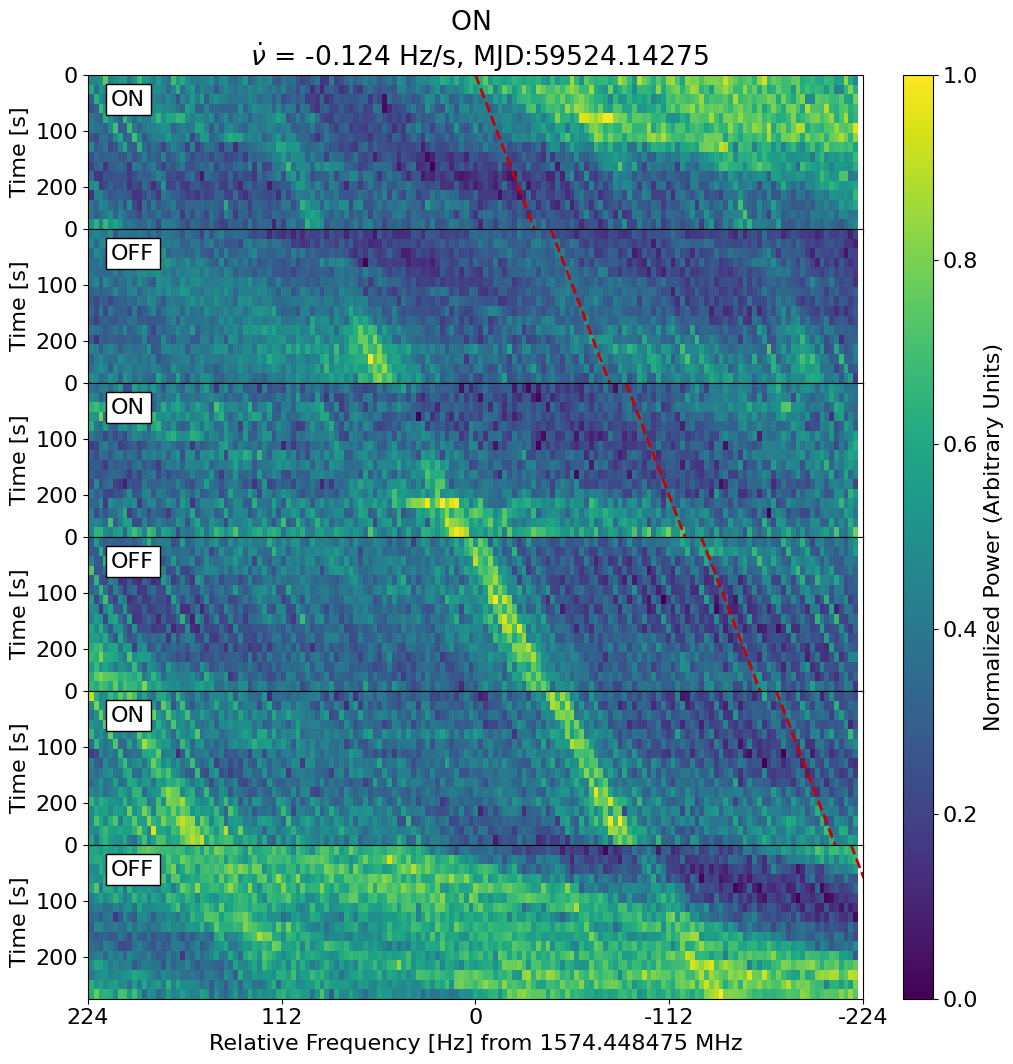 ON
ν̇ = -0.124 Hz/s, MJD:59524.14275
0
ON
100
200
Time [s]
0
OFF
100
200
Time [s]
0
ON
100
200
Time [s]
0
OFF
100
200
Time [s]
0
ON
100
200
Time [s]
0
OFF
100
200
Time [s]
224 112 0 -112 -224
Relative Frequency [Hz] from 1574.448475 MHz
1.0
0.8
0.6
0.4
0.2
0.0
Normalized Power (Arbitrary Units)